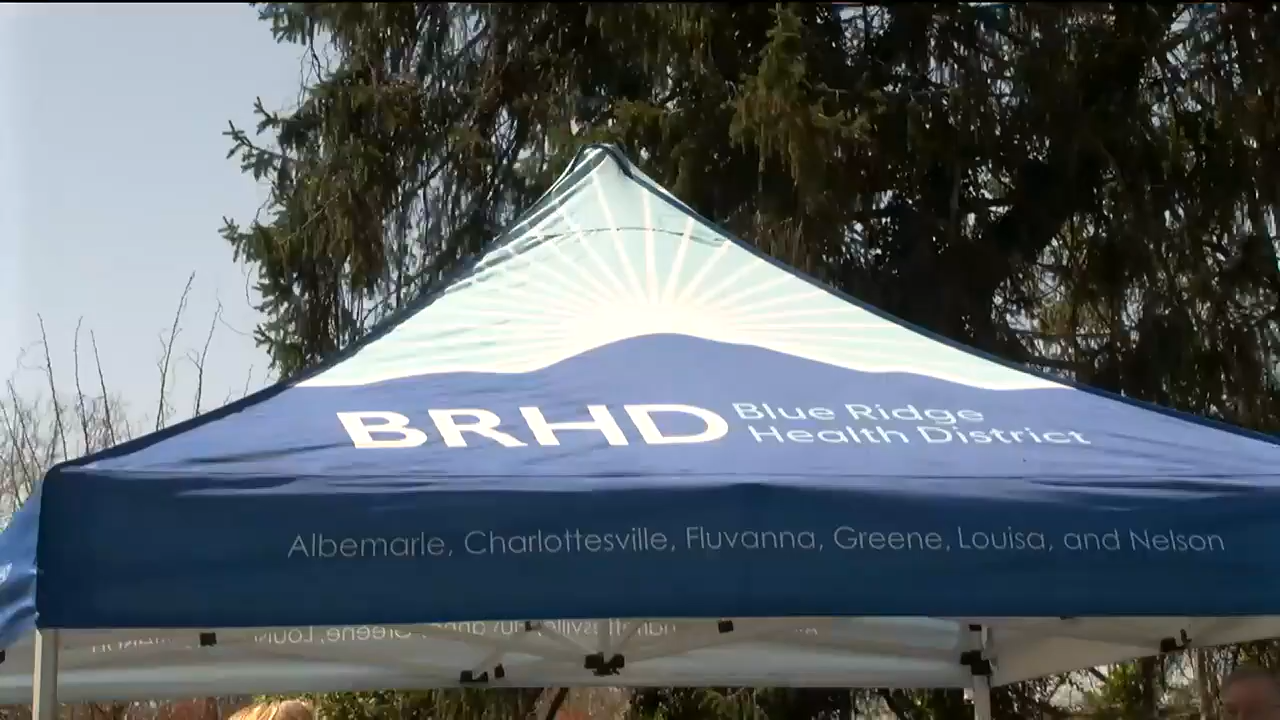 BRHD
Blue Ridge
Health District
Albemarle, Charlottesville, Fluvanna, Greene, Louisa, and Nelson